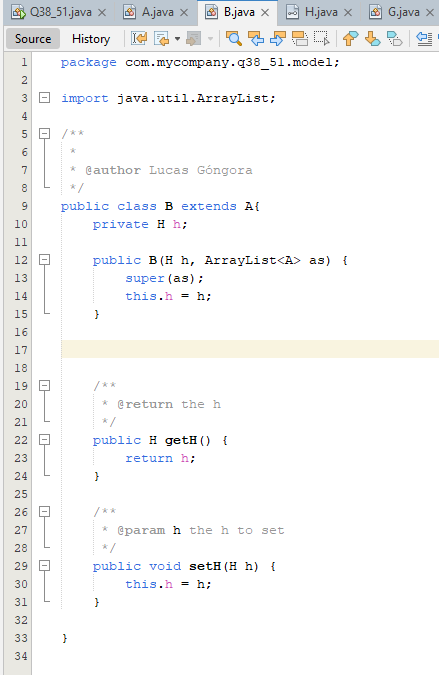 Q38_51.java × A.java × B.java × H.java × G.java ×
Source History
1 package com.mycompany.q38_51.model;
2
3 import java.util.ArrayList;
4
5 /**
6 *
7 * @author Lucas Góngora
8 */
9 public class B extends A{
10 private H h;
11
12 public B(H h, ArrayList<A> as) {
13 super(as);
14 this.h = h;
15 }
16
17
18
19 /**
20 * @return the h
21 */
22 public H getH() {
23 return h;
24 }
25
26 /**
27 * @param h the h to set
28 */
29 public void setH(H h) {
30 this.h = h;
31 }
32
33 }
34